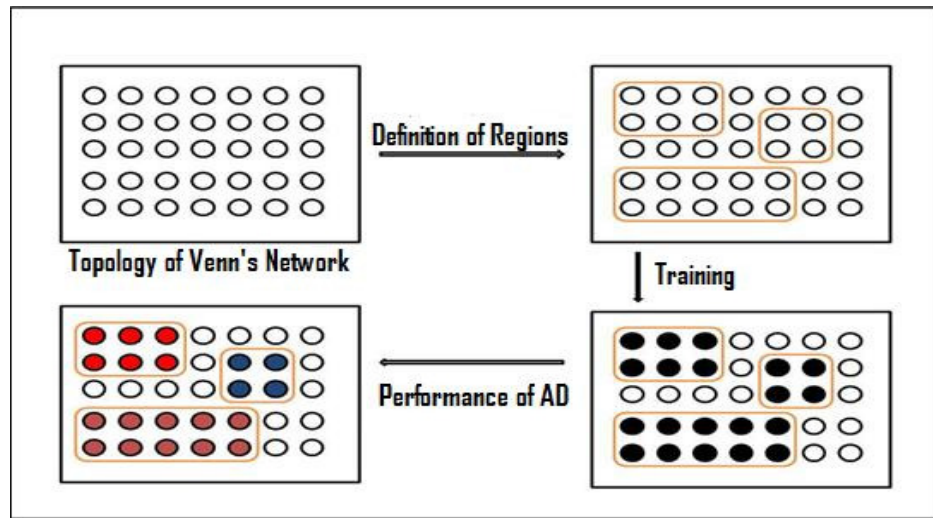 Definition of Regions
Topology of Venn's Network
Training
Performance of AD